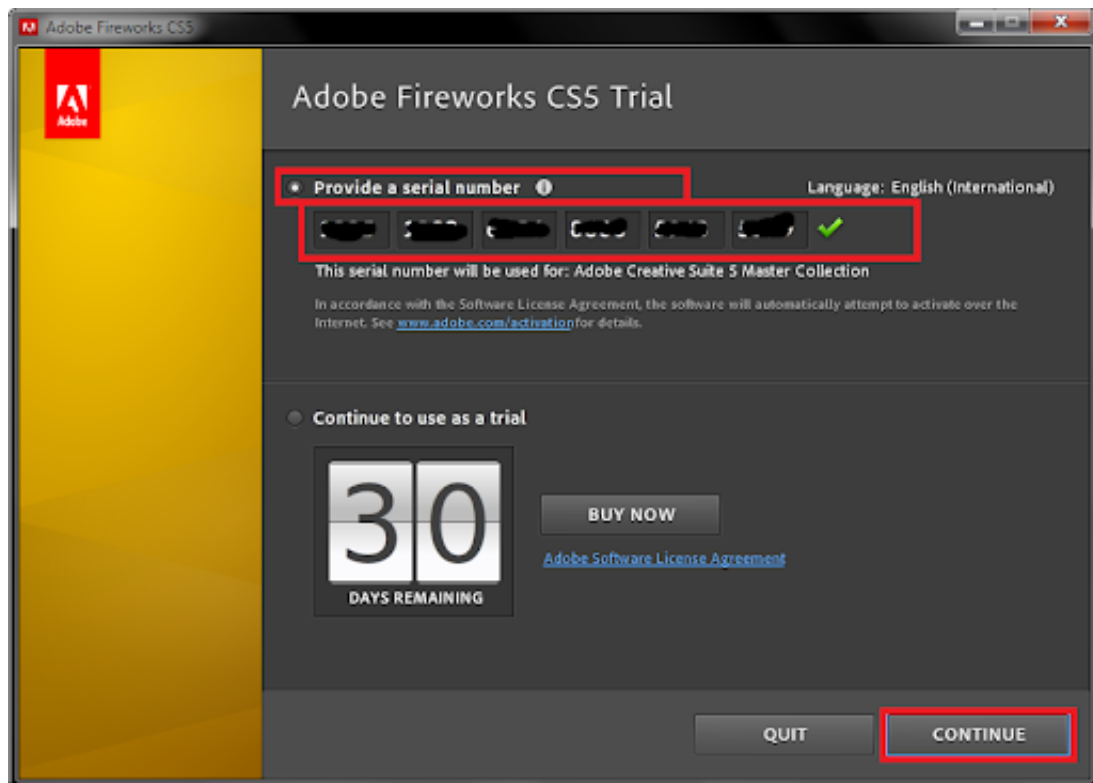 Adobe Fireworks CS5
Adobe
Adobe Fireworks CS5 Trial
Provide a serial number
Language: English (International)
This serial number will be used for: Adobe Creative Suite 5 Master Collection
In accordance with the Software License Agreement, the software will automatically attempt to activate over the
Internet. See www.adobe.com/activation for details.
Continue to use as a trial
30
DAYS REMAINING
BUY NOW
Adobe Software License Agreement
QUIT
CONTINUE